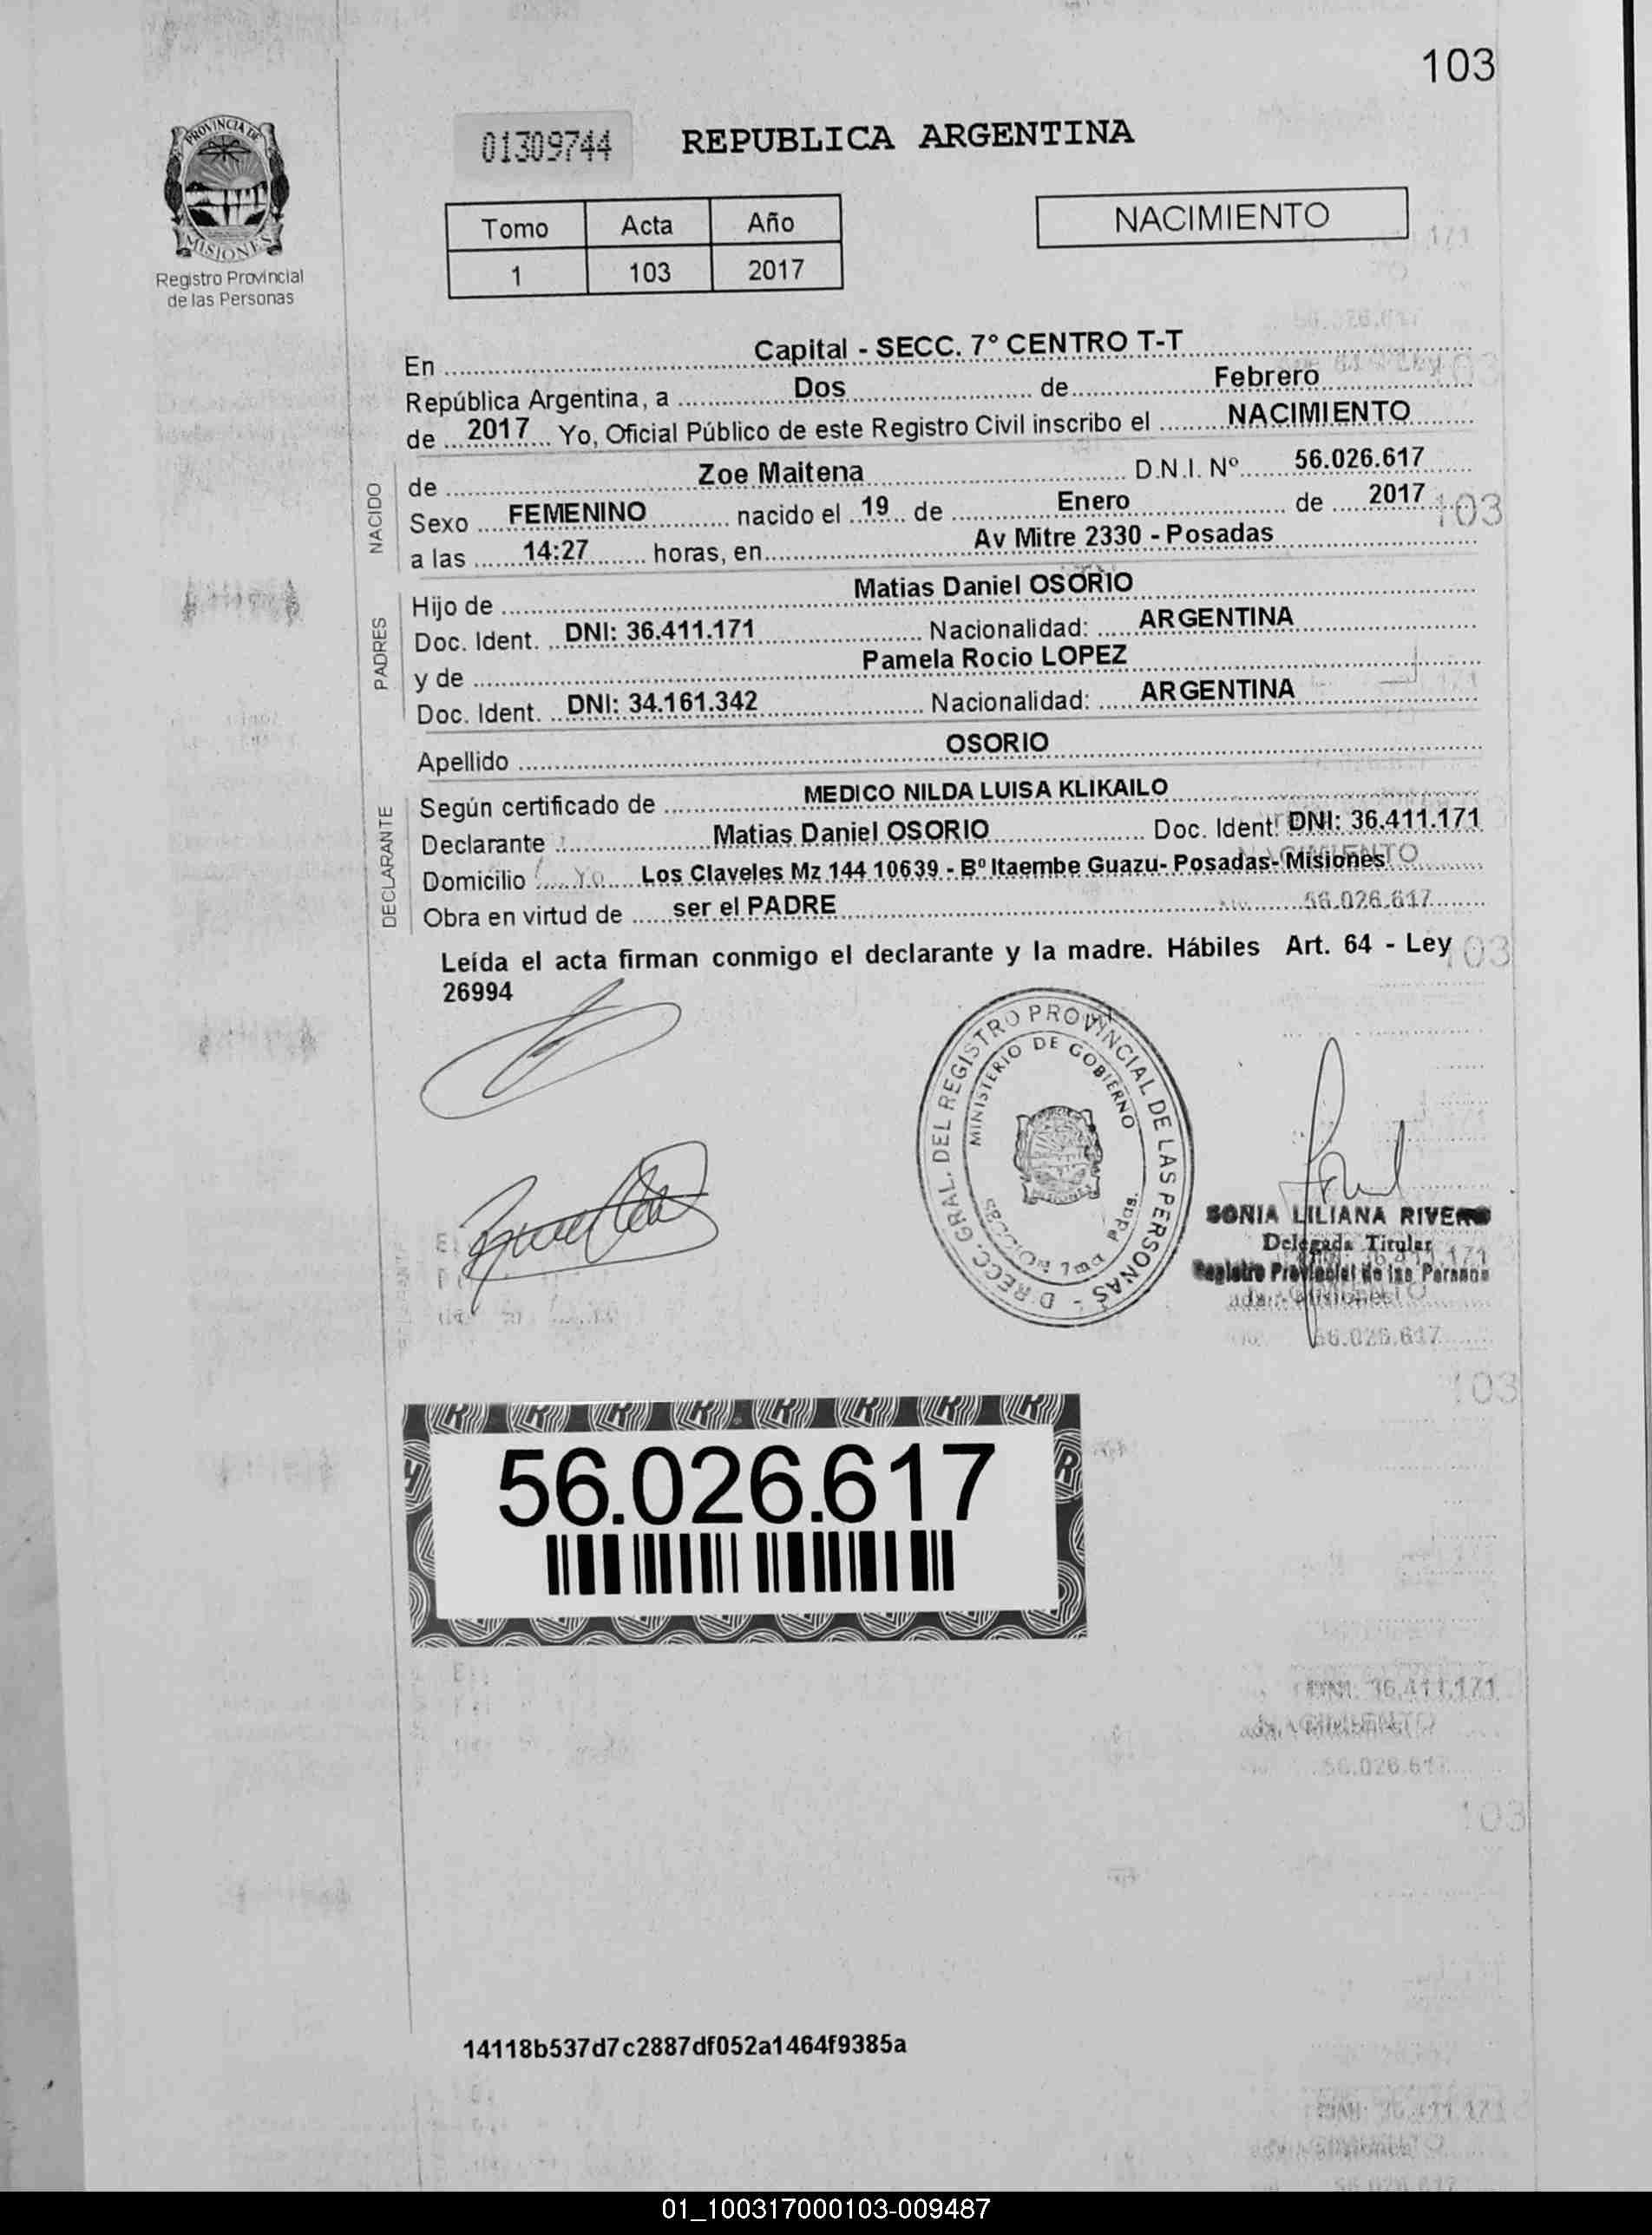 103
PROVINCIA DE
MISIONES
Registro Provincial
de las Personas
01309744
REPUBLICA ARGENTINA
Tomo Acta Año
1 103 2017
NACIMIENTO
En Capital - SECC. 7° CENTRO T-T
República Argentina, a Dos de Febrero
de 2017 Yo, Oficial Público de este Registro Civil inscribo el NACIMIENTO
NACIDO
de Zoe Maitena D.N.I. Nº 56.026.617
Sexo FEMENINO nacido el 19 de Enero de 2017
a las 14:27 horas, en Av Mitre 2330 - Posadas
PADRES
Hijo de Matias Daniel OSORIO
Doc. Ident. DNI: 36.411.171 Nacionalidad: ARGENTINA
y de Pamela Rocio LOPEZ
Doc. Ident. DNI: 34.161.342 Nacionalidad: ARGENTINA
Apellido OSORIO
DECLARANTE
Según certificado de MEDICO NILDA LUISA KLIKAILO
Declarante Matias Daniel OSORIO Doc. Ident. DNI: 36.411.171
Domicilio Los Claveles Mz 144 10639 - Bº Itaembe Guazu- Posadas- Misiones
Obra en virtud de ser el PADRE
Leída el acta firman conmigo el declarante y la madre. Hábiles Art. 64 - Ley
26994
DIRECC. GRAL. DEL REGISTRO PROVINCIAL DE LAS PERSONAS -
MINISTERIO DE GOBIERNO
SECCION 7ma Pdas.
SONIA LILIANA RIVERO
Delegada Titular
Registro Provincial de las Personas
56.026.617
14118b537d7c2887df052a1464f9385a
01_100317000103-009487